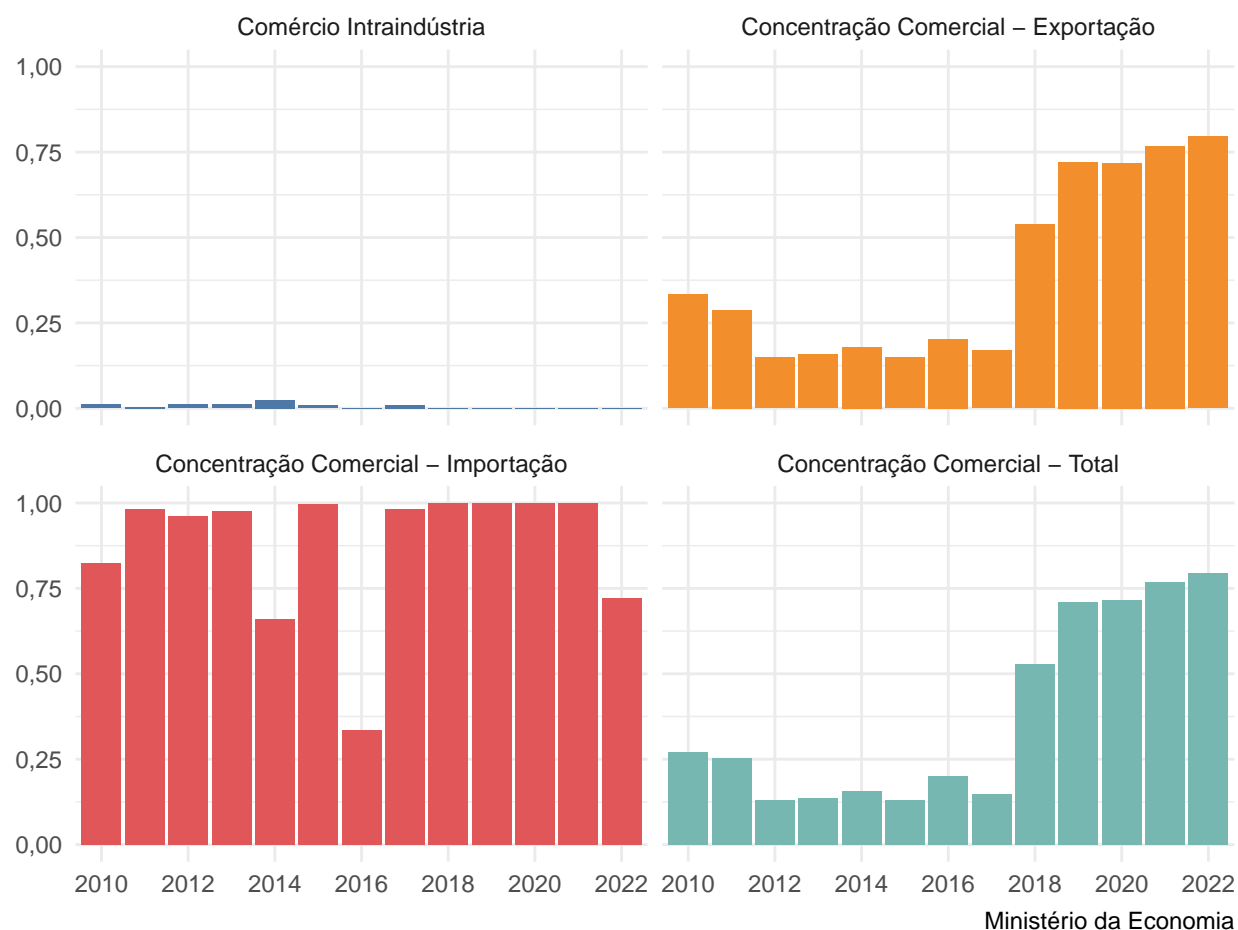 Comércio Intraindústria
Concentração Comercial – Exportação
1,00
0,75
0,50
0,25
0,00
Concentração Comercial – Importação
Concentração Comercial – Total
1,00
0,75
0,50
0,25
0,00
2010 2012 2014 2016 2018 2020 2022
2010 2012 2014 2016 2018 2020 2022
Ministério da Economia